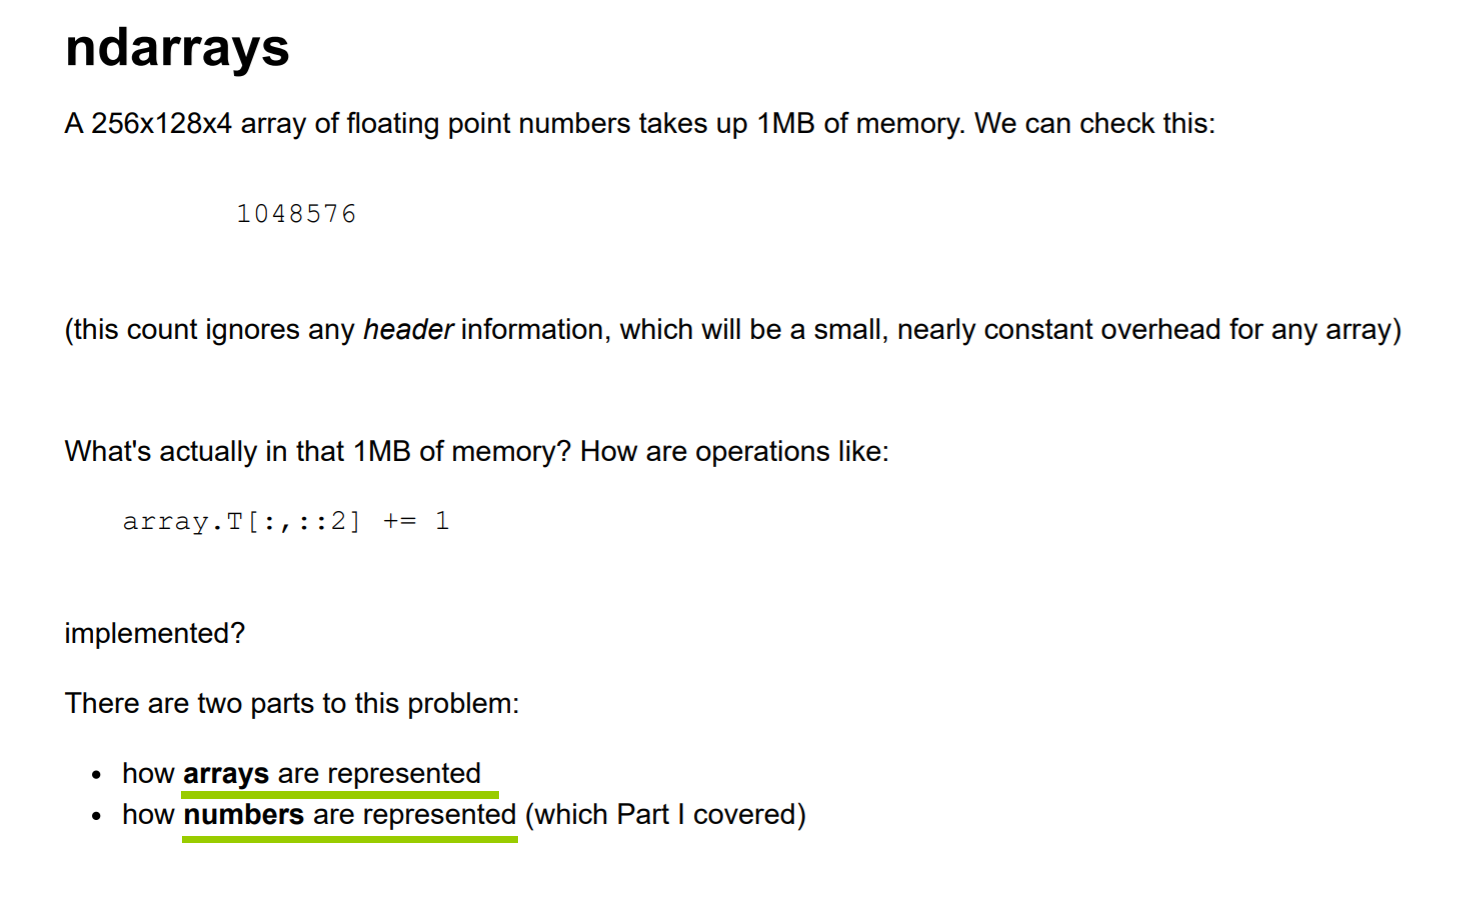 ndarrays
A 256x128x4 array of floating point numbers takes up 1MB of memory. We can check this:
1048576
(this count ignores any header information, which will be a small, nearly constant overhead for any array)
What's actually in that 1MB of memory? How are operations like:
array.T[:,::2] += 1
implemented?
There are two parts to this problem:
• how arrays are represented
• how numbers are represented (which Part I covered)